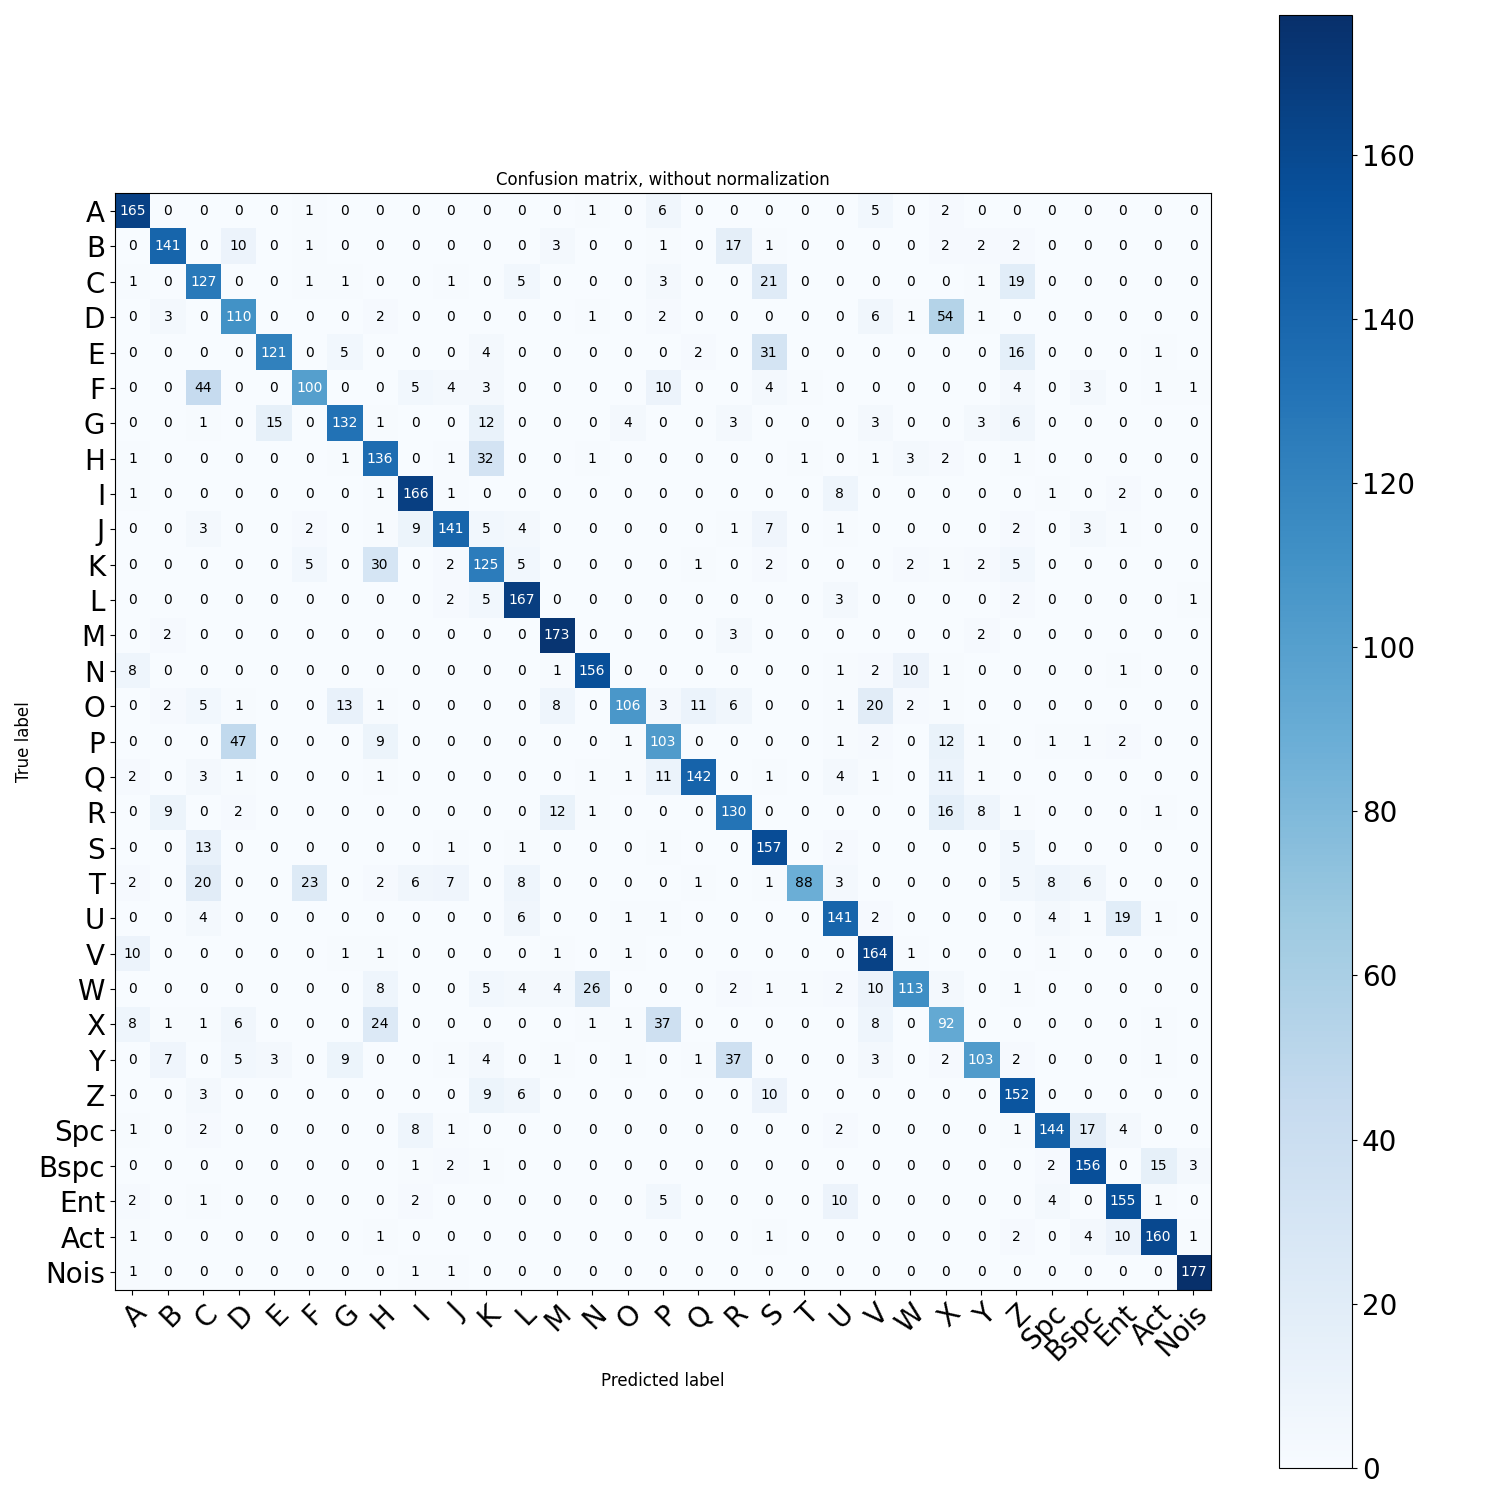 Confusion matrix, without normalization
True label
A 165 0 0 0 0 1 0 0 0 0 0 0 0 1 0 6 0 0 0 0 0 5 0 2 0 0 0 0 0 0 0
B 0 141 0 10 0 1 0 0 0 0 0 0 3 0 0 1 0 17 1 0 0 0 0 2 2 2 0 0 0 0 0
C 1 0 127 0 0 1 1 0 0 1 0 5 0 0 0 3 0 0 21 0 0 0 0 0 1 19 0 0 0 0 0
D 0 3 0 110 0 0 0 2 0 0 0 0 0 1 0 2 0 0 0 0 0 6 1 54 1 0 0 0 0 0 0
E 0 0 0 0 121 0 5 0 0 0 4 0 0 0 0 0 2 0 31 0 0 0 0 0 0 16 0 0 0 1 0
F 0 0 44 0 0 100 0 0 5 4 3 0 0 0 0 10 0 0 4 1 0 0 0 0 0 4 0 3 0 1 1
G 0 0 1 0 15 0 132 1 0 0 12 0 0 0 4 0 0 3 0 0 0 3 0 0 3 6 0 0 0 0 0
H 1 0 0 0 0 0 1 136 0 1 32 0 0 1 0 0 0 0 0 1 0 1 3 2 0 1 0 0 0 0 0
I 1 0 0 0 0 0 0 1 166 1 0 0 0 0 0 0 0 0 0 0 8 0 0 0 0 0 1 0 2 0 0
J 0 0 3 0 0 2 0 1 9 141 5 4 0 0 0 0 0 1 7 0 1 0 0 0 0 2 0 3 1 0 0
K 0 0 0 0 0 5 0 30 0 2 125 5 0 0 0 0 1 0 2 0 0 0 2 1 2 5 0 0 0 0 0
L 0 0 0 0 0 0 0 0 0 2 5 167 0 0 0 0 0 0 0 0 3 0 0 0 0 2 0 0 0 0 1
M 0 2 0 0 0 0 0 0 0 0 0 0 173 0 0 0 0 3 0 0 0 0 0 0 2 0 0 0 0 0 0
N 8 0 0 0 0 0 0 0 0 0 0 0 1 156 0 0 0 0 0 0 1 2 10 1 0 0 0 0 1 0 0
O 0 2 5 1 0 0 13 1 0 0 0 0 8 0 106 3 11 6 0 0 1 20 2 1 0 0 0 0 0 0 0
P 0 0 0 47 0 0 0 9 0 0 0 0 0 0 1 103 0 0 0 0 1 2 0 12 1 0 1 1 2 0 0
Q 2 0 3 1 0 0 0 1 0 0 0 0 0 1 1 11 142 0 1 0 4 1 0 11 1 0 0 0 0 0 0
R 0 9 0 2 0 0 0 0 0 0 0 0 12 1 0 0 0 130 0 0 0 0 0 16 8 1 0 0 0 1 0
S 0 0 13 0 0 0 0 0 0 1 0 1 0 0 0 1 0 0 157 0 2 0 0 0 0 5 0 0 0 0 0
T 2 0 20 0 0 23 0 2 6 7 0 8 0 0 0 0 1 0 1 88 3 0 0 0 0 5 8 6 0 0 0
U 0 0 4 0 0 0 0 0 0 0 0 6 0 0 1 1 0 0 0 0 141 2 0 0 0 0 4 1 19 1 0
V 10 0 0 0 0 0 1 1 0 0 0 0 1 0 1 0 0 0 0 0 0 164 1 0 0 0 1 0 0 0 0
W 0 0 0 0 0 0 0 8 0 0 5 4 4 26 0 0 0 2 1 1 2 10 113 3 0 1 0 0 0 0 0
X 8 1 1 6 0 0 0 24 0 0 0 0 0 1 1 37 0 0 0 0 0 8 0 92 0 0 0 0 0 1 0
Y 0 7 0 5 3 0 9 0 0 1 4 0 1 0 1 0 1 37 0 0 0 3 0 2 103 2 0 0 0 1 0
Z 0 0 3 0 0 0 0 0 0 0 9 6 0 0 0 0 0 0 10 0 0 0 0 0 0 152 0 0 0 0 0
Spc 1 0 2 0 0 0 0 0 8 1 0 0 0 0 0 0 0 0 0 0 2 0 0 0 0 1 144 17 4 0 0
Bspc 0 0 0 0 0 0 0 0 1 2 1 0 0 0 0 0 0 0 0 0 0 0 0 0 0 0 2 156 0 15 3
Ent 2 0 1 0 0 0 0 0 2 0 0 0 0 0 0 5 0 0 0 0 10 0 0 0 0 0 4 0 155 1 0
Act 1 0 0 0 0 0 0 1 0 0 0 0 0 0 0 0 0 0 1 0 0 0 0 0 0 2 0 4 10 160 1
Nois 1 0 0 0 0 0 0 0 1 1 0 0 0 0 0 0 0 0 0 0 0 0 0 0 0 0 0 0 0 0 177
A B C D E F G H I J K L M N O P Q R S T U V W X Y Z Spc Bspc Ent Act Nois
Predicted label
160
140
120
100
80
60
40
20
0